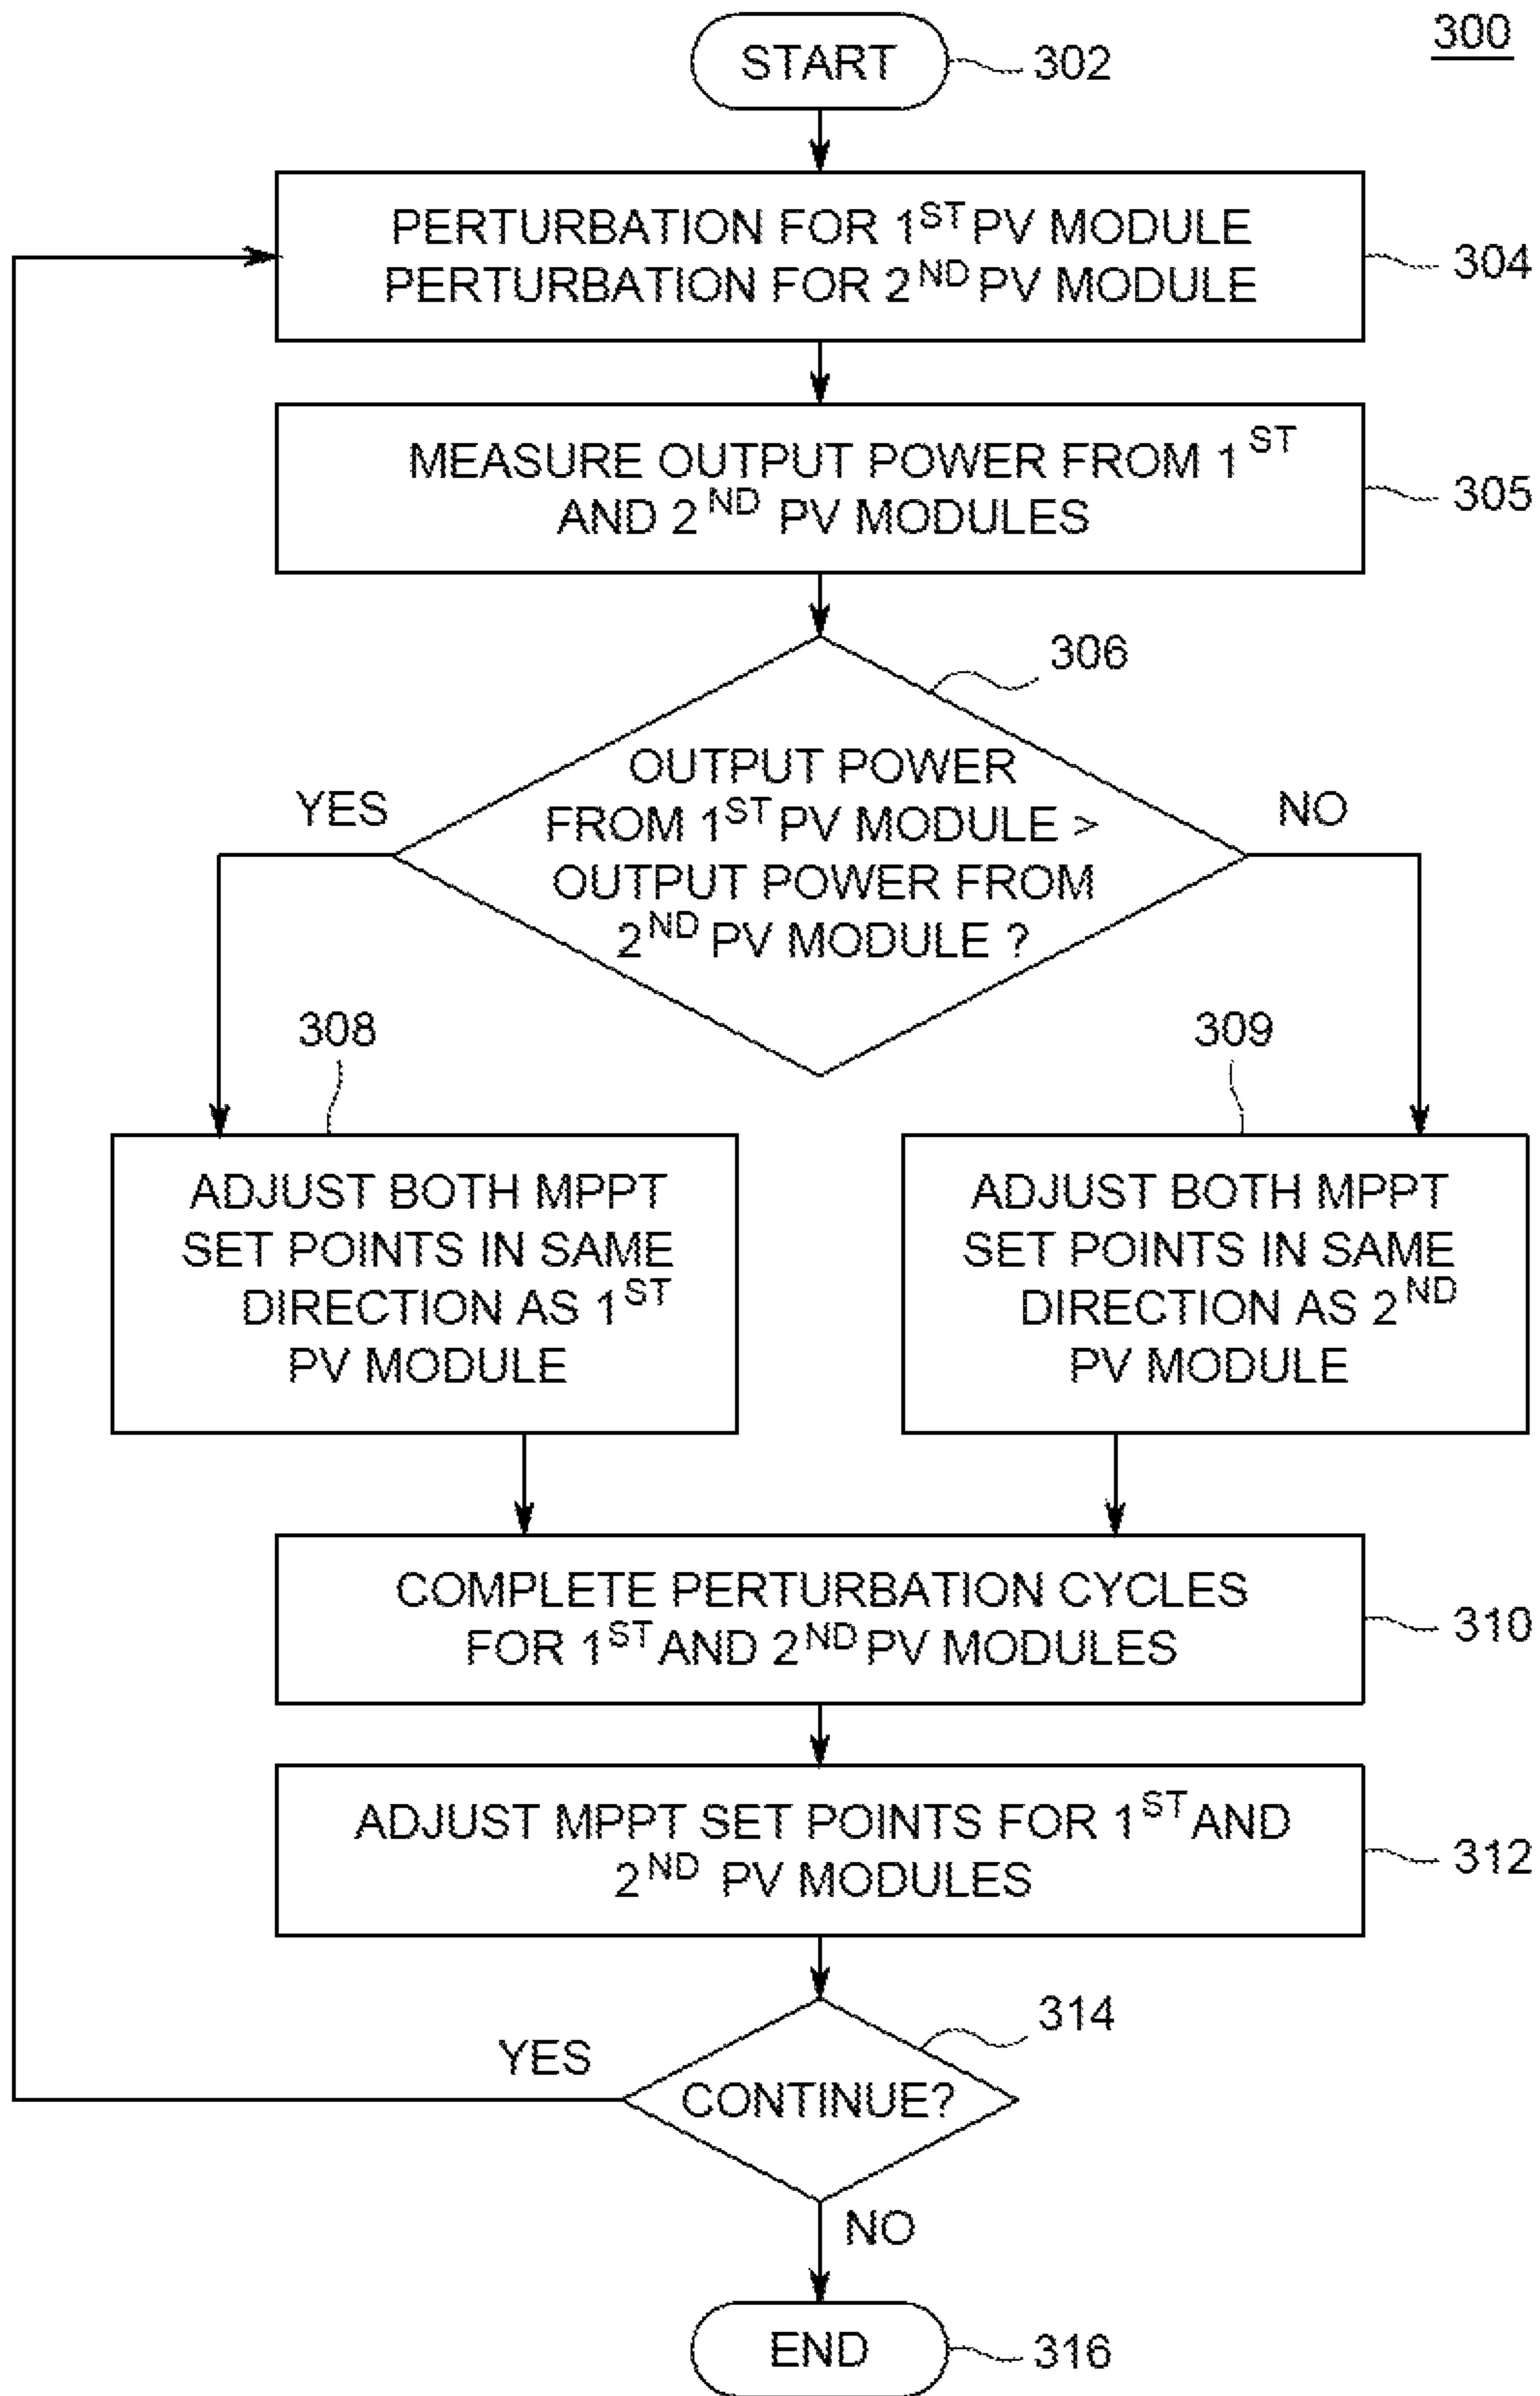 300
START
302
PERTURBATION FOR 1ST PV MODULE
PERTURBATION FOR 2ND PV MODULE
304
MEASURE OUTPUT POWER FROM 1ST
AND 2ND PV MODULES
305
306
OUTPUT POWER
FROM 1ST PV MODULE >
OUTPUT POWER FROM
2ND PV MODULE ?
YES
NO
308
309
ADJUST BOTH MPPT
SET POINTS IN SAME
DIRECTION AS 1ST
PV MODULE
ADJUST BOTH MPPT
SET POINTS IN SAME
DIRECTION AS 2ND
PV MODULE
COMPLETE PERTURBATION CYCLES
FOR 1ST AND 2ND PV MODULES
310
ADJUST MPPT SET POINTS FOR 1ST AND
2ND PV MODULES
312
314
YES
CONTINUE?
NO
END
316